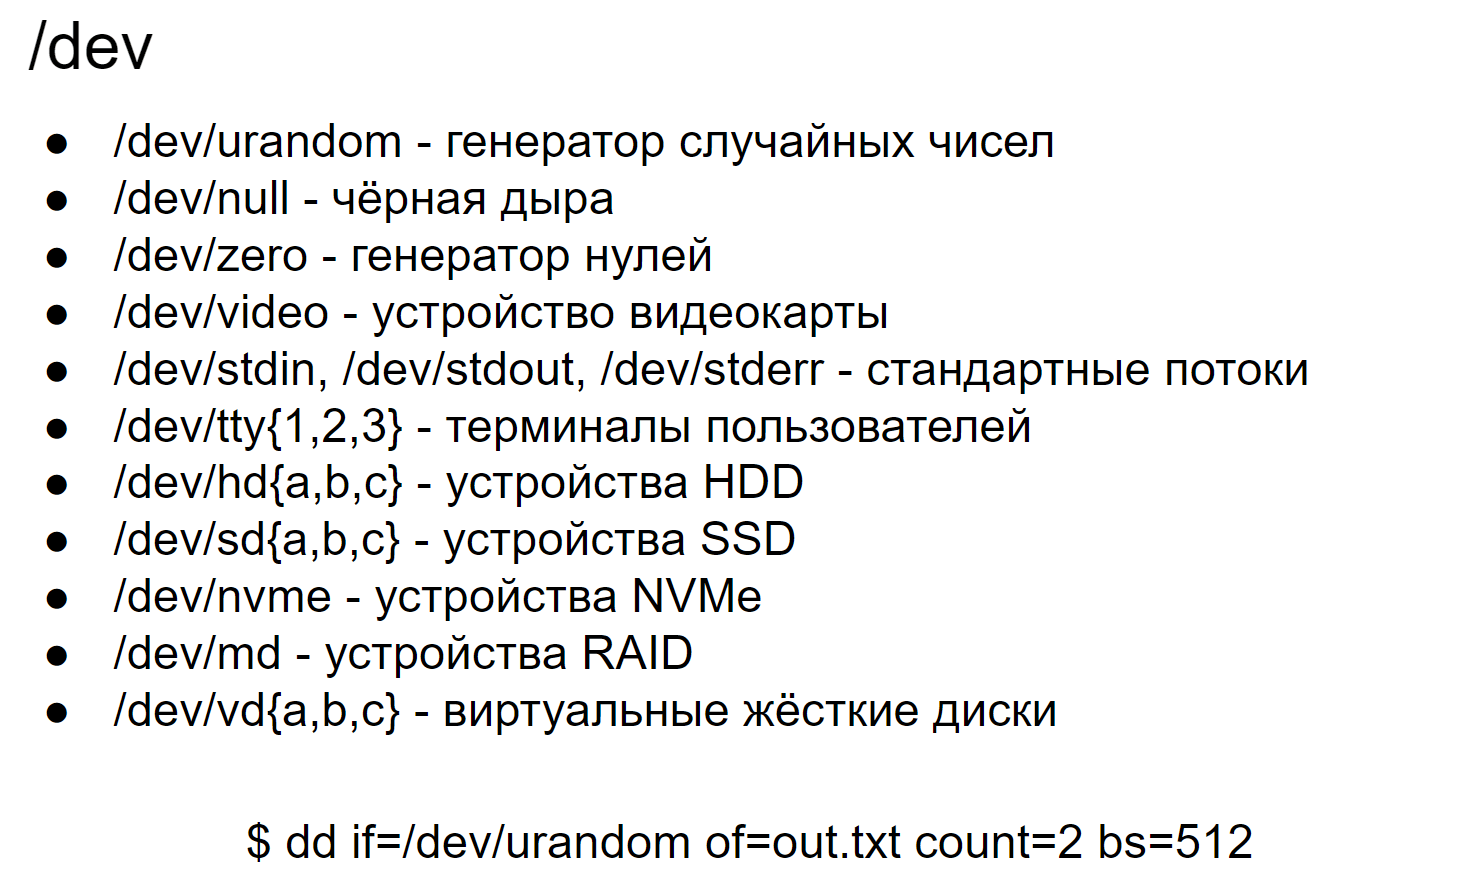 /dev
● /dev/urandom - генератор случайных чисел
● /dev/null - чёрная дыра
● /dev/zero - генератор нулей
● /dev/video - устройство видеокарты
● /dev/stdin, /dev/stdout, /dev/stderr - стандартные потоки
● /dev/tty{1,2,3} - терминалы пользователей
● /dev/hd{a,b,c} - устройства HDD
● /dev/sd{a,b,c} - устройства SSD
● /dev/nvme - устройства NVMe
● /dev/md - устройства RAID
● /dev/vd{a,b,c} - виртуальные жёсткие диски
$ dd if=/dev/urandom of=out.txt count=2 bs=512